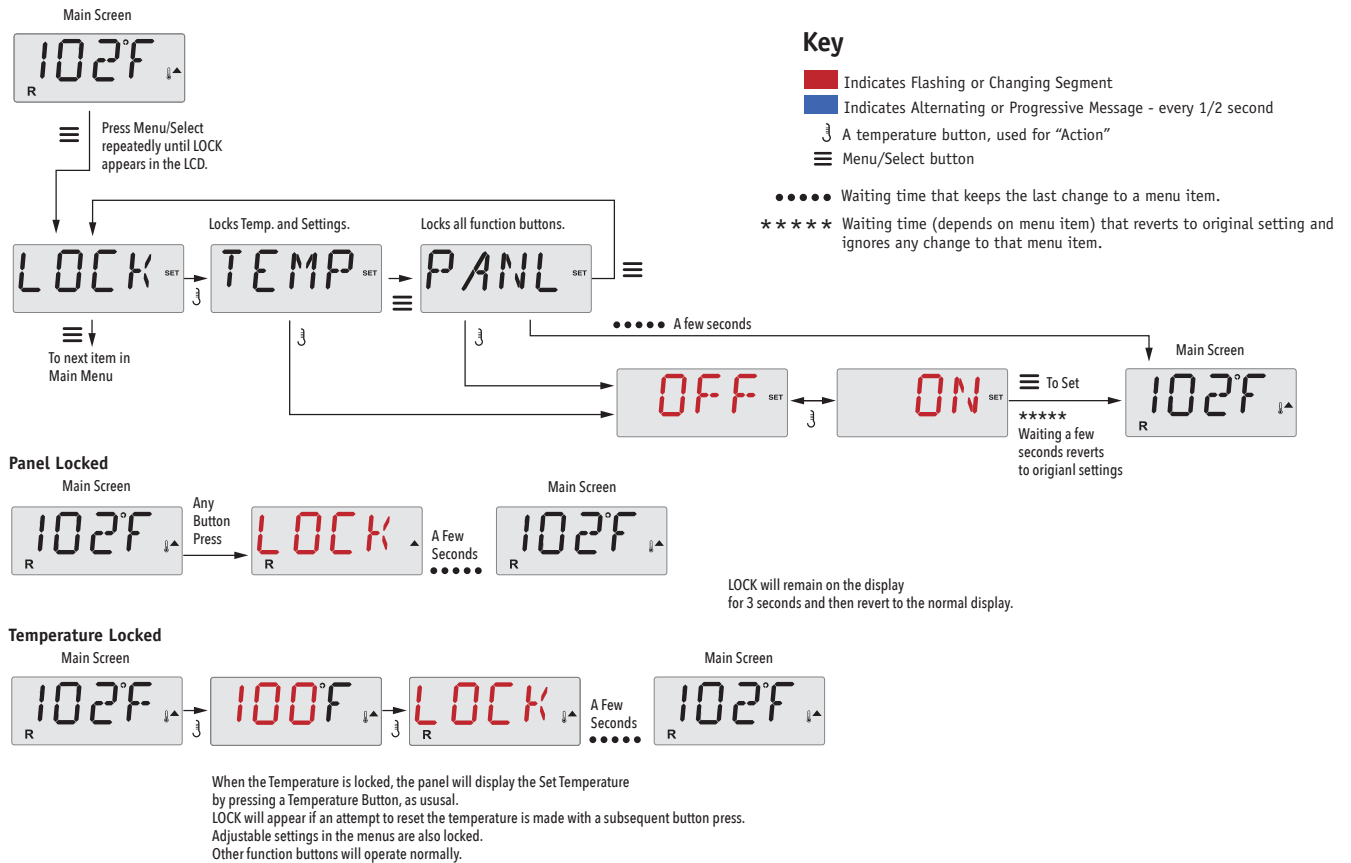 Main Screen
102°F
R
Press Menu/Select
repeatedly until LOCK
appears in the LCD.
Key
Indicates Flashing or Changing Segment
Indicates Alternating or Progressive Message - every 1/2 second
A temperature button, used for “Action”
Menu/Select button
••••• Waiting time that keeps the last change to a menu item.
***** Waiting time (depends on menu item) that reverts to original setting and
ignores any change to that menu item.
Locks Temp. and Settings.
Locks all function buttons.
LOCK SET
TEMP SET
PANL SET
To next item in
Main Menu
••••• A few seconds
OFF SET
ON SET
To Set
*****
Waiting a few
seconds reverts
to origianl settings
Main Screen
102°F
R
Panel Locked
Main Screen
102°F
R
Any
Button
Press
LOCK
R
A Few
Seconds
•••••
Main Screen
102°F
R
LOCK will remain on the display
for 3 seconds and then revert to the normal display.
Temperature Locked
Main Screen
102°F
R
100°F
LOCK
R
A Few
Seconds
•••••
Main Screen
102°F
R
When the Temperature is locked, the panel will display the Set Temperature
by pressing a Temperature Button, as ususal.
LOCK will appear if an attempt to reset the temperature is made with a subsequent button press.
Adjustable settings in the menus are also locked.
Other function buttons will operate normally.